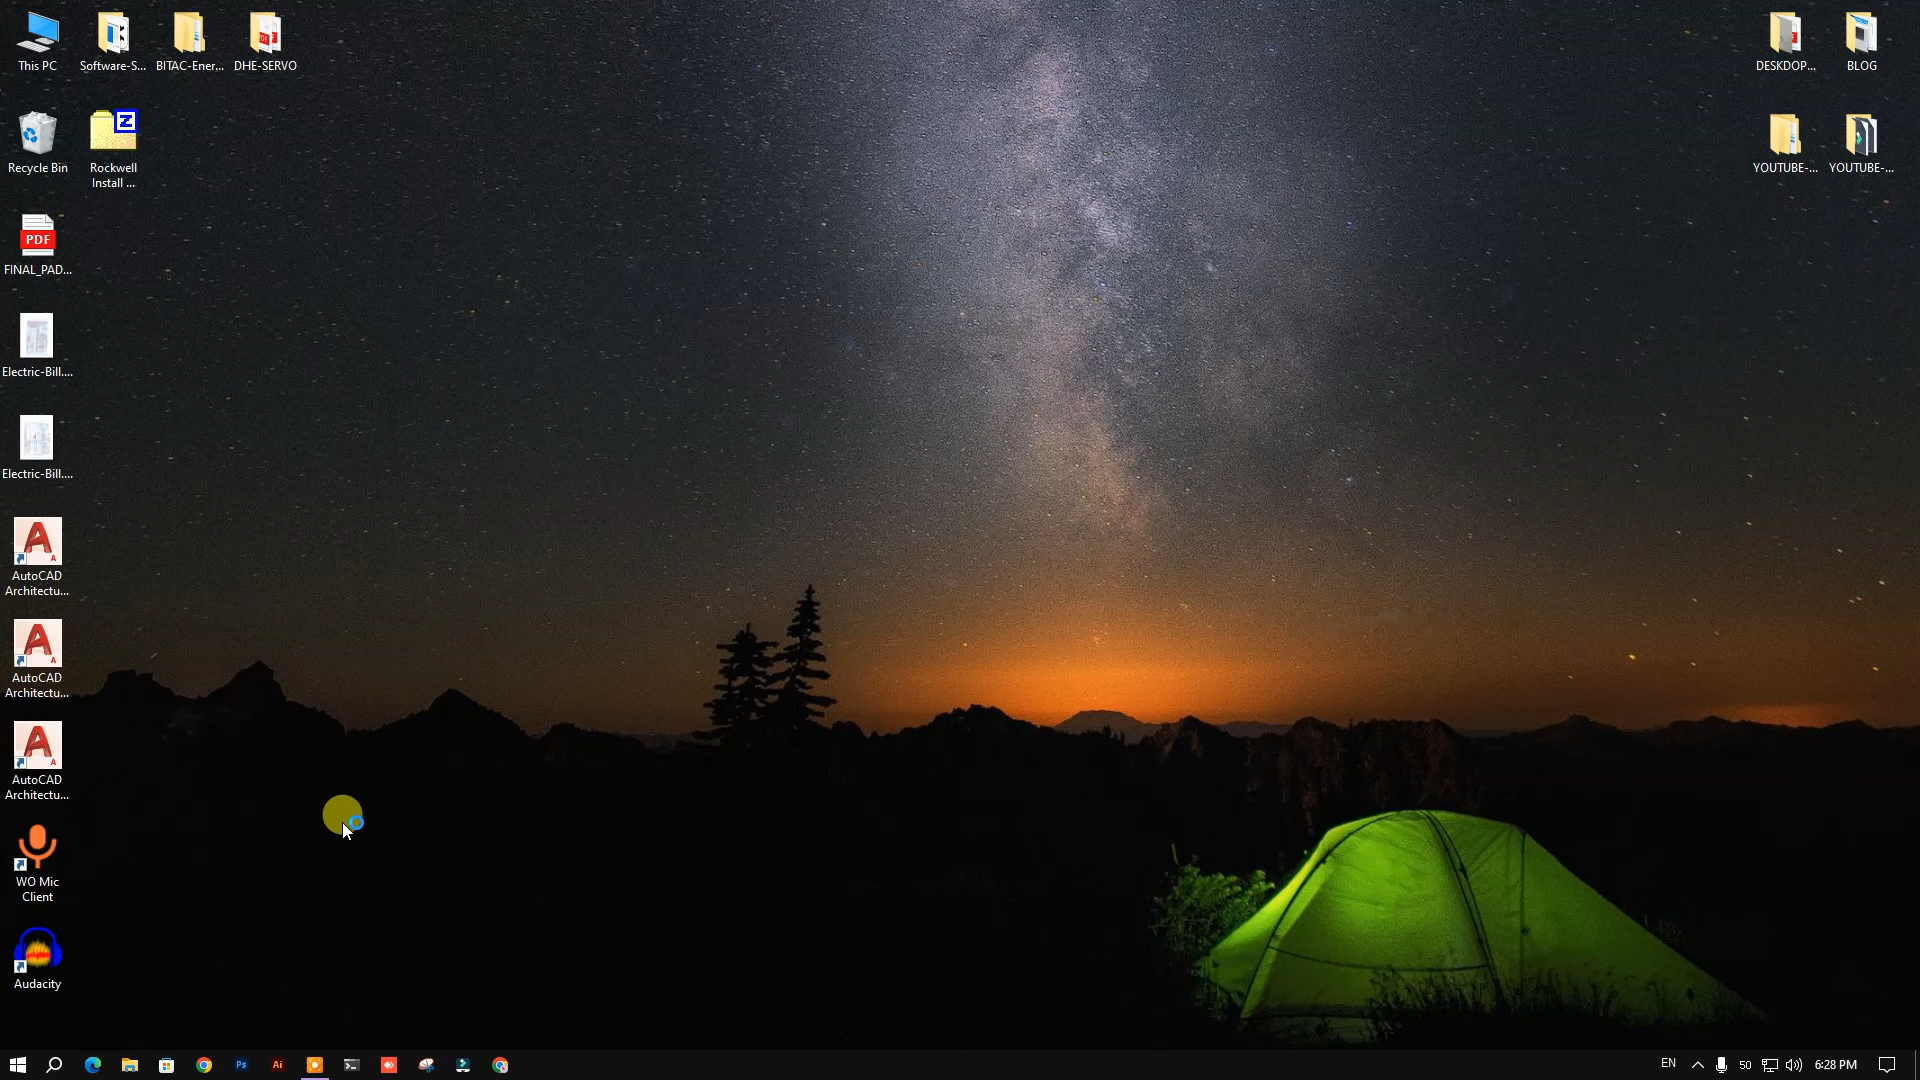 This PC
Software-S...
BITAC-Ener...
DHE-SERVO
DESKDOP...
BLOG
Recycle Bin
Z
Rockwell
Install ...
YOUTUBE-...
YOUTUBE-...
PDF
FINAL_PAD...
Electric-Bill....
Electric-Bill....
A
AutoCAD
Architectu...
A
AutoCAD
Architectu...
A
AutoCAD
Architectu...
WO Mic
Client
Audacity
Ps
Ai
EN
50
6:28 PM